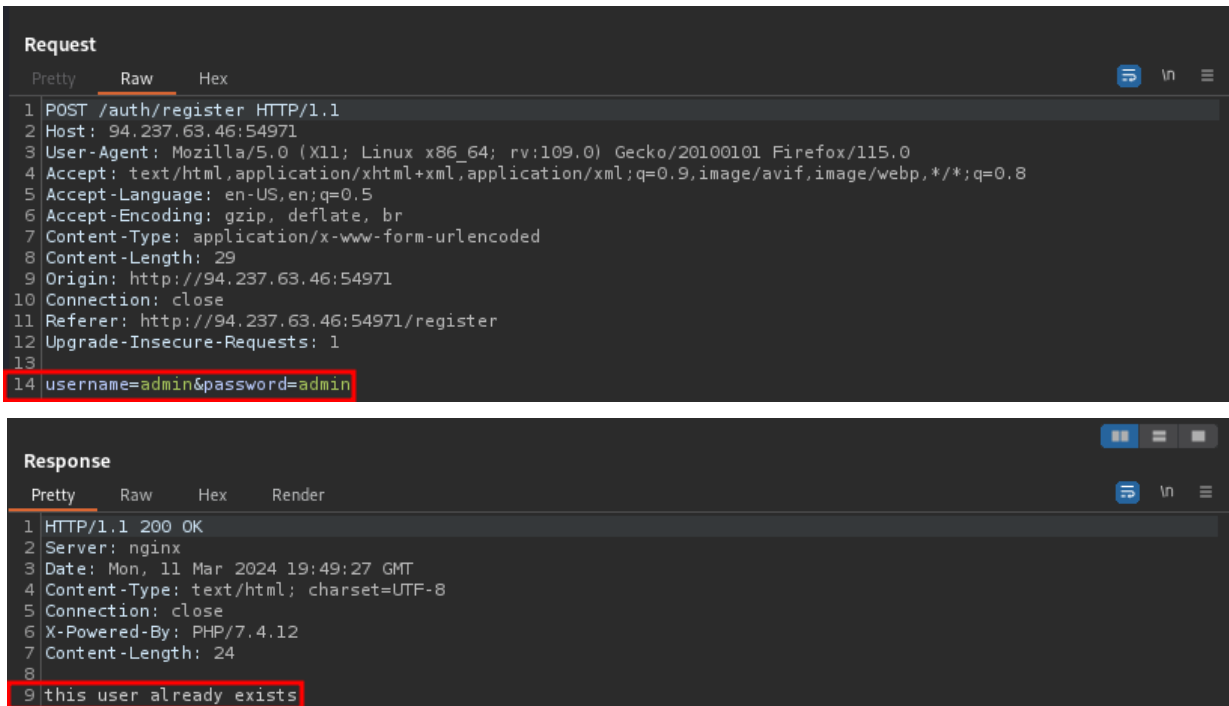 Request
Pretty Raw Hex \n
1 POST /auth/register HTTP/1.1
2 Host: 94.237.63.46:54971
3 User-Agent: Mozilla/5.0 (X11; Linux x86_64; rv:109.0) Gecko/20100101 Firefox/115.0
4 Accept: text/html,application/xhtml+xml,application/xml;q=0.9,image/avif,image/webp,*/*;q=0.8
5 Accept-Language: en-US,en;q=0.5
6 Accept-Encoding: gzip, deflate, br
7 Content-Type: application/x-www-form-urlencoded
8 Content-Length: 29
9 Origin: http://94.237.63.46:54971
10 Connection: close
11 Referer: http://94.237.63.46:54971/register
12 Upgrade-Insecure-Requests: 1
13
14 username=admin&password=admin
Response
Pretty Raw Hex Render \n
1 HTTP/1.1 200 OK
2 Server: nginx
3 Date: Mon, 11 Mar 2024 19:49:27 GMT
4 Content-Type: text/html; charset=UTF-8
5 Connection: close
6 X-Powered-By: PHP/7.4.12
7 Content-Length: 24
8
9 this user already exists